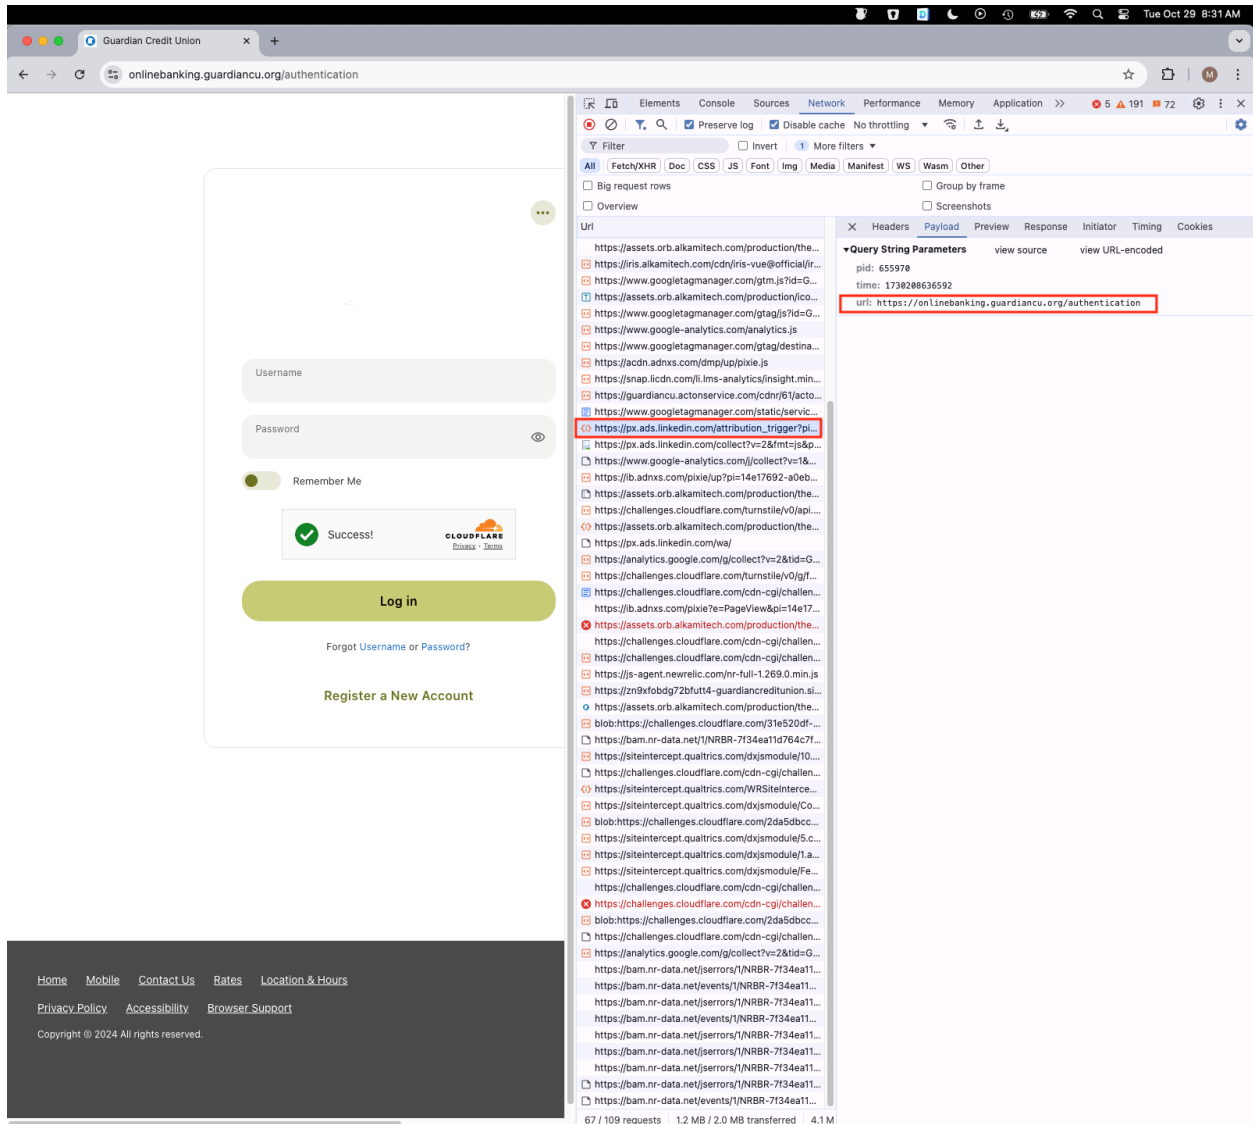 Tue Oct 29 8:31 AM
Guardian Credit Union
onlinebanking.guardiancu.org/authentication
M
Elements Console Sources Network Performance Memory Application 5 191 72
Preserve log Disable cache No throttling
Filter Invert 1 More filters
All Fetch/XHR Doc CSS JS Font Img Media Manifest WS Wasm Other
Big request rows Group by frame
Overview Screenshots
Url
Headers Payload Preview Response Initiator Timing Cookies
Query String Parameters view source view URL-encoded
pid: 655970
time: 1730208636592
url: https://onlinebanking.guardiancu.org/authentication
https://assets.orb.alkamitech.com/production/the...
https://iris.alkamitech.com/cdn/iris-vue@official/ir...
https://www.googletagmanager.com/gtm.js?id=G...
https://assets.orb.alkamitech.com/production/ico...
https://www.googletagmanager.com/gtag/js?id=G...
https://www.google-analytics.com/analytics.js
https://www.googletagmanager.com/gtag/destina...
https://acdn.adnxs.com/dmp/up/pixie.js
https://snap.licdn.com/li.lms-analytics/insight.min...
https://guardiancu.actonservice.com/cdnr/61/acto...
https://www.googletagmanager.com/static/servic...
https://px.ads.linkedin.com/attribution_trigger?pi...
https://px.ads.linkedin.com/collect?v=2&fmt=js&p...
https://www.google-analytics.com/j/collect?v=1&...
https://ib.adnxs.com/pixie/up?pi=14e17692-a0eb...
https://assets.orb.alkamitech.com/production/the...
https://challenges.cloudflare.com/turnstile/v0/api....
https://assets.orb.alkamitech.com/production/the...
https://px.ads.linkedin.com/wa/
https://analytics.google.com/g/collect?v=2&tid=G...
https://challenges.cloudflare.com/turnstile/v0/g/f...
https://challenges.cloudflare.com/cdn-cgi/challen...
https://ib.adnxs.com/pixie?e=PageView&pi=14e17...
https://assets.orb.alkamitech.com/production/the...
https://challenges.cloudflare.com/cdn-cgi/challen...
https://challenges.cloudflare.com/cdn-cgi/challen...
https://js-agent.newrelic.com/nr-full-1.269.0.min.js
https://zn9xfobdg72bfutt4-guardiancreditunion.si...
https://assets.orb.alkamitech.com/production/the...
blob:https://challenges.cloudflare.com/31e520df-...
https://bam.nr-data.net/1/NRBR-7f34ea11d764c7f...
https://siteintercept.qualtrics.com/dxjsmodule/10....
https://challenges.cloudflare.com/cdn-cgi/challen...
https://siteintercept.qualtrics.com/WRSiteInterce...
https://siteintercept.qualtrics.com/dxjsmodule/Co...
blob:https://challenges.cloudflare.com/2da5dbcc...
https://siteintercept.qualtrics.com/dxjsmodule/5.c...
https://siteintercept.qualtrics.com/dxjsmodule/1.a...
https://siteintercept.qualtrics.com/dxjsmodule/Fe...
https://challenges.cloudflare.com/cdn-cgi/challen...
https://challenges.cloudflare.com/cdn-cgi/challen...
blob:https://challenges.cloudflare.com/2da5dbcc...
https://challenges.cloudflare.com/cdn-cgi/challen...
https://analytics.google.com/g/collect?v=2&tid=G...
https://bam.nr-data.net/jserrors/1/NRBR-7f34ea11...
https://bam.nr-data.net/events/1/NRBR-7f34ea11...
https://bam.nr-data.net/jserrors/1/NRBR-7f34ea11...
https://bam.nr-data.net/events/1/NRBR-7f34ea11...
https://bam.nr-data.net/jserrors/1/NRBR-7f34ea11...
https://bam.nr-data.net/jserrors/1/NRBR-7f34ea11...
https://bam.nr-data.net/jserrors/1/NRBR-7f34ea11...
https://bam.nr-data.net/jserrors/1/NRBR-7f34ea11...
https://bam.nr-data.net/events/1/NRBR-7f34ea11...
67 / 109 requests 1.2 MB / 2.0 MB transferred 4.1 M
Username
Password
Remember Me
Success!
CLOUDFLARE
Privacy • Terms
Log in
Forgot Username or Password?
Register a New Account
Home Mobile Contact Us Rates Location & Hours
Privacy Policy Accessibility Browser Support
Copyright © 2024 All rights reserved.